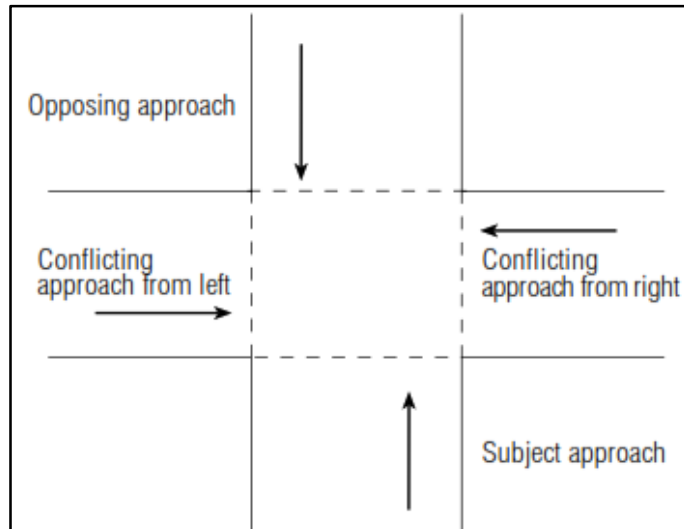 Opposing approach
Conflicting
approach from left
Conflicting
approach from right
Subject approach